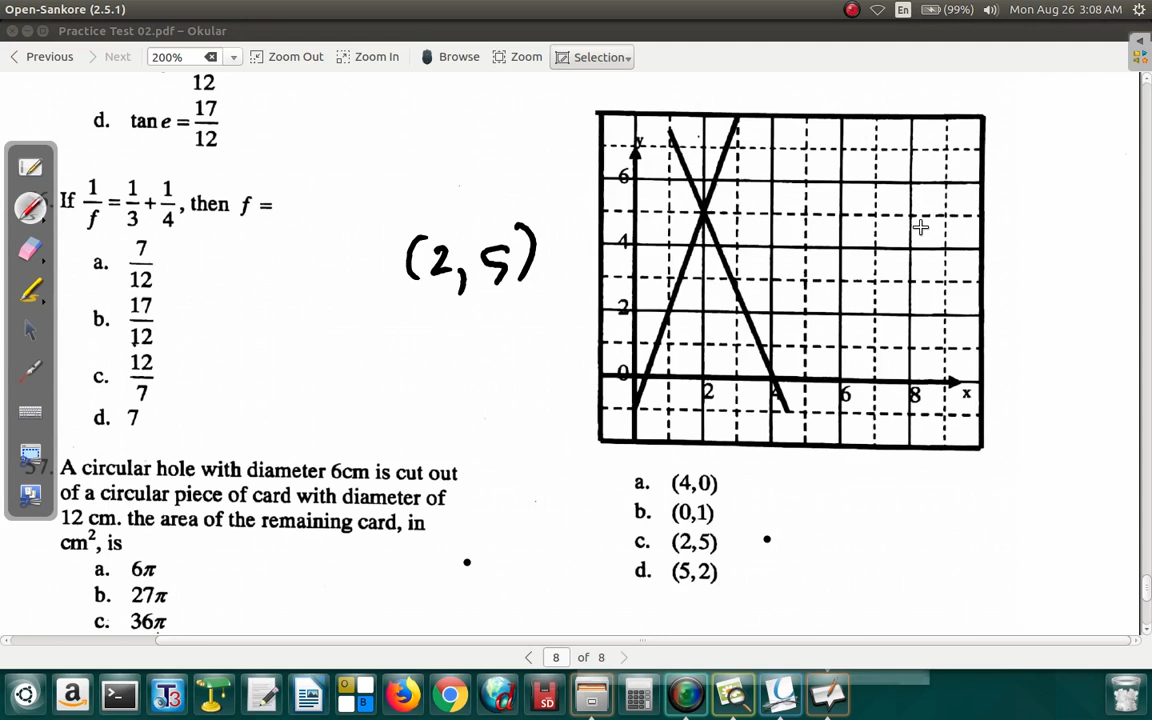 Open-Sankore (2.5.1)
En
(99%)
Mon Aug 26 3:08 AM
Practice Test 02.pdf – Okular
Previous
Next
200%
Zoom Out
Zoom In
Browse
Zoom
Selection
12
d. tan e = 17/12
If 1/f = 1/3 + 1/4, then f =
a. 7/12
b. 17/12
c. 12/7
d. 7
57. A circular hole with diameter 6cm is cut out
of a circular piece of card with diameter of
12 cm. the area of the remaining card, in
cm², is
a. 6π
b. 27π
c. 36π
(2, 5)
y
6
4
2
0
2
4
6
8
x
a. (4,0)
b. (0,1)
c. (2,5)
d. (5,2)
8 of 8
T3
SD